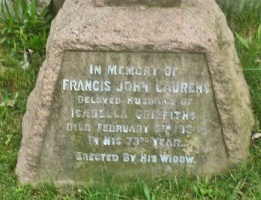 IN MEMORY OF
FRANCIS JOHN LAURENS
BELOVED HUSBAND OF
ISABELLA GRIFFITHS
DIED FEBRUARY
IN HIS 73RD YEAR.
ERECTED BY HIS WIDOW.